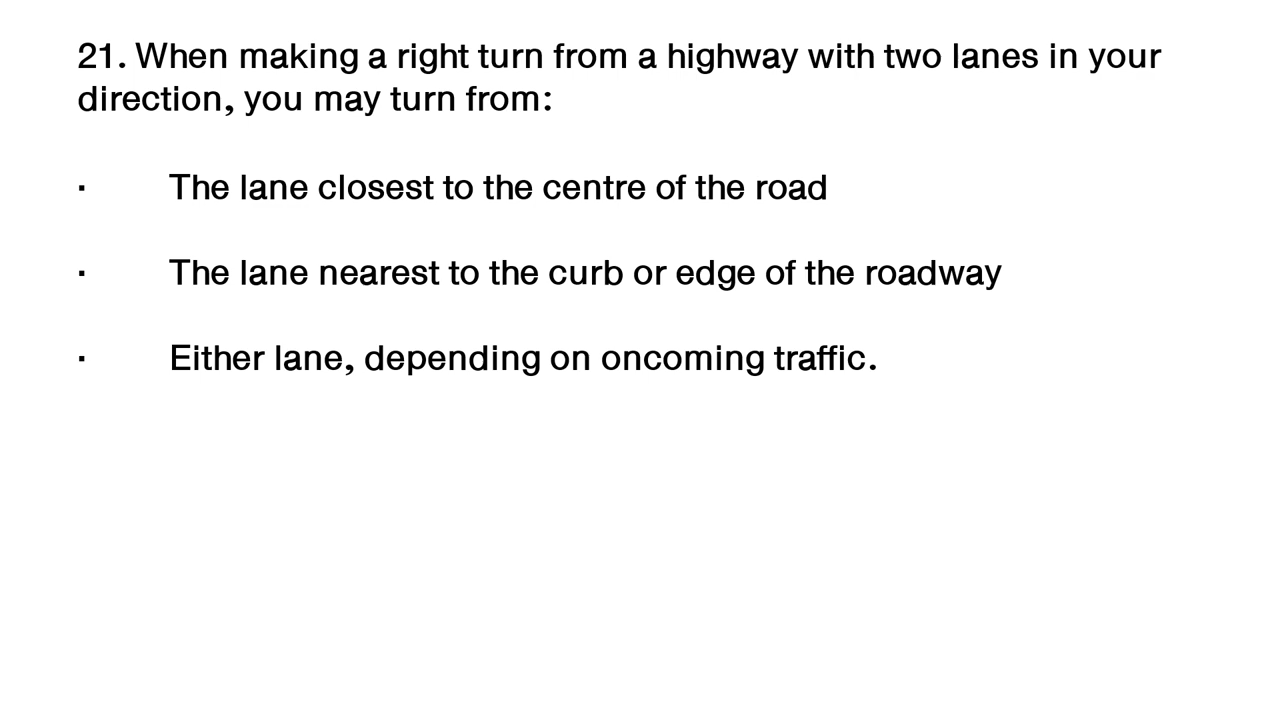 21. When making a right turn from a highway with two lanes in your
direction, you may turn from:
· The lane closest to the centre of the road
· The lane nearest to the curb or edge of the roadway
· Either lane, depending on oncoming traffic.